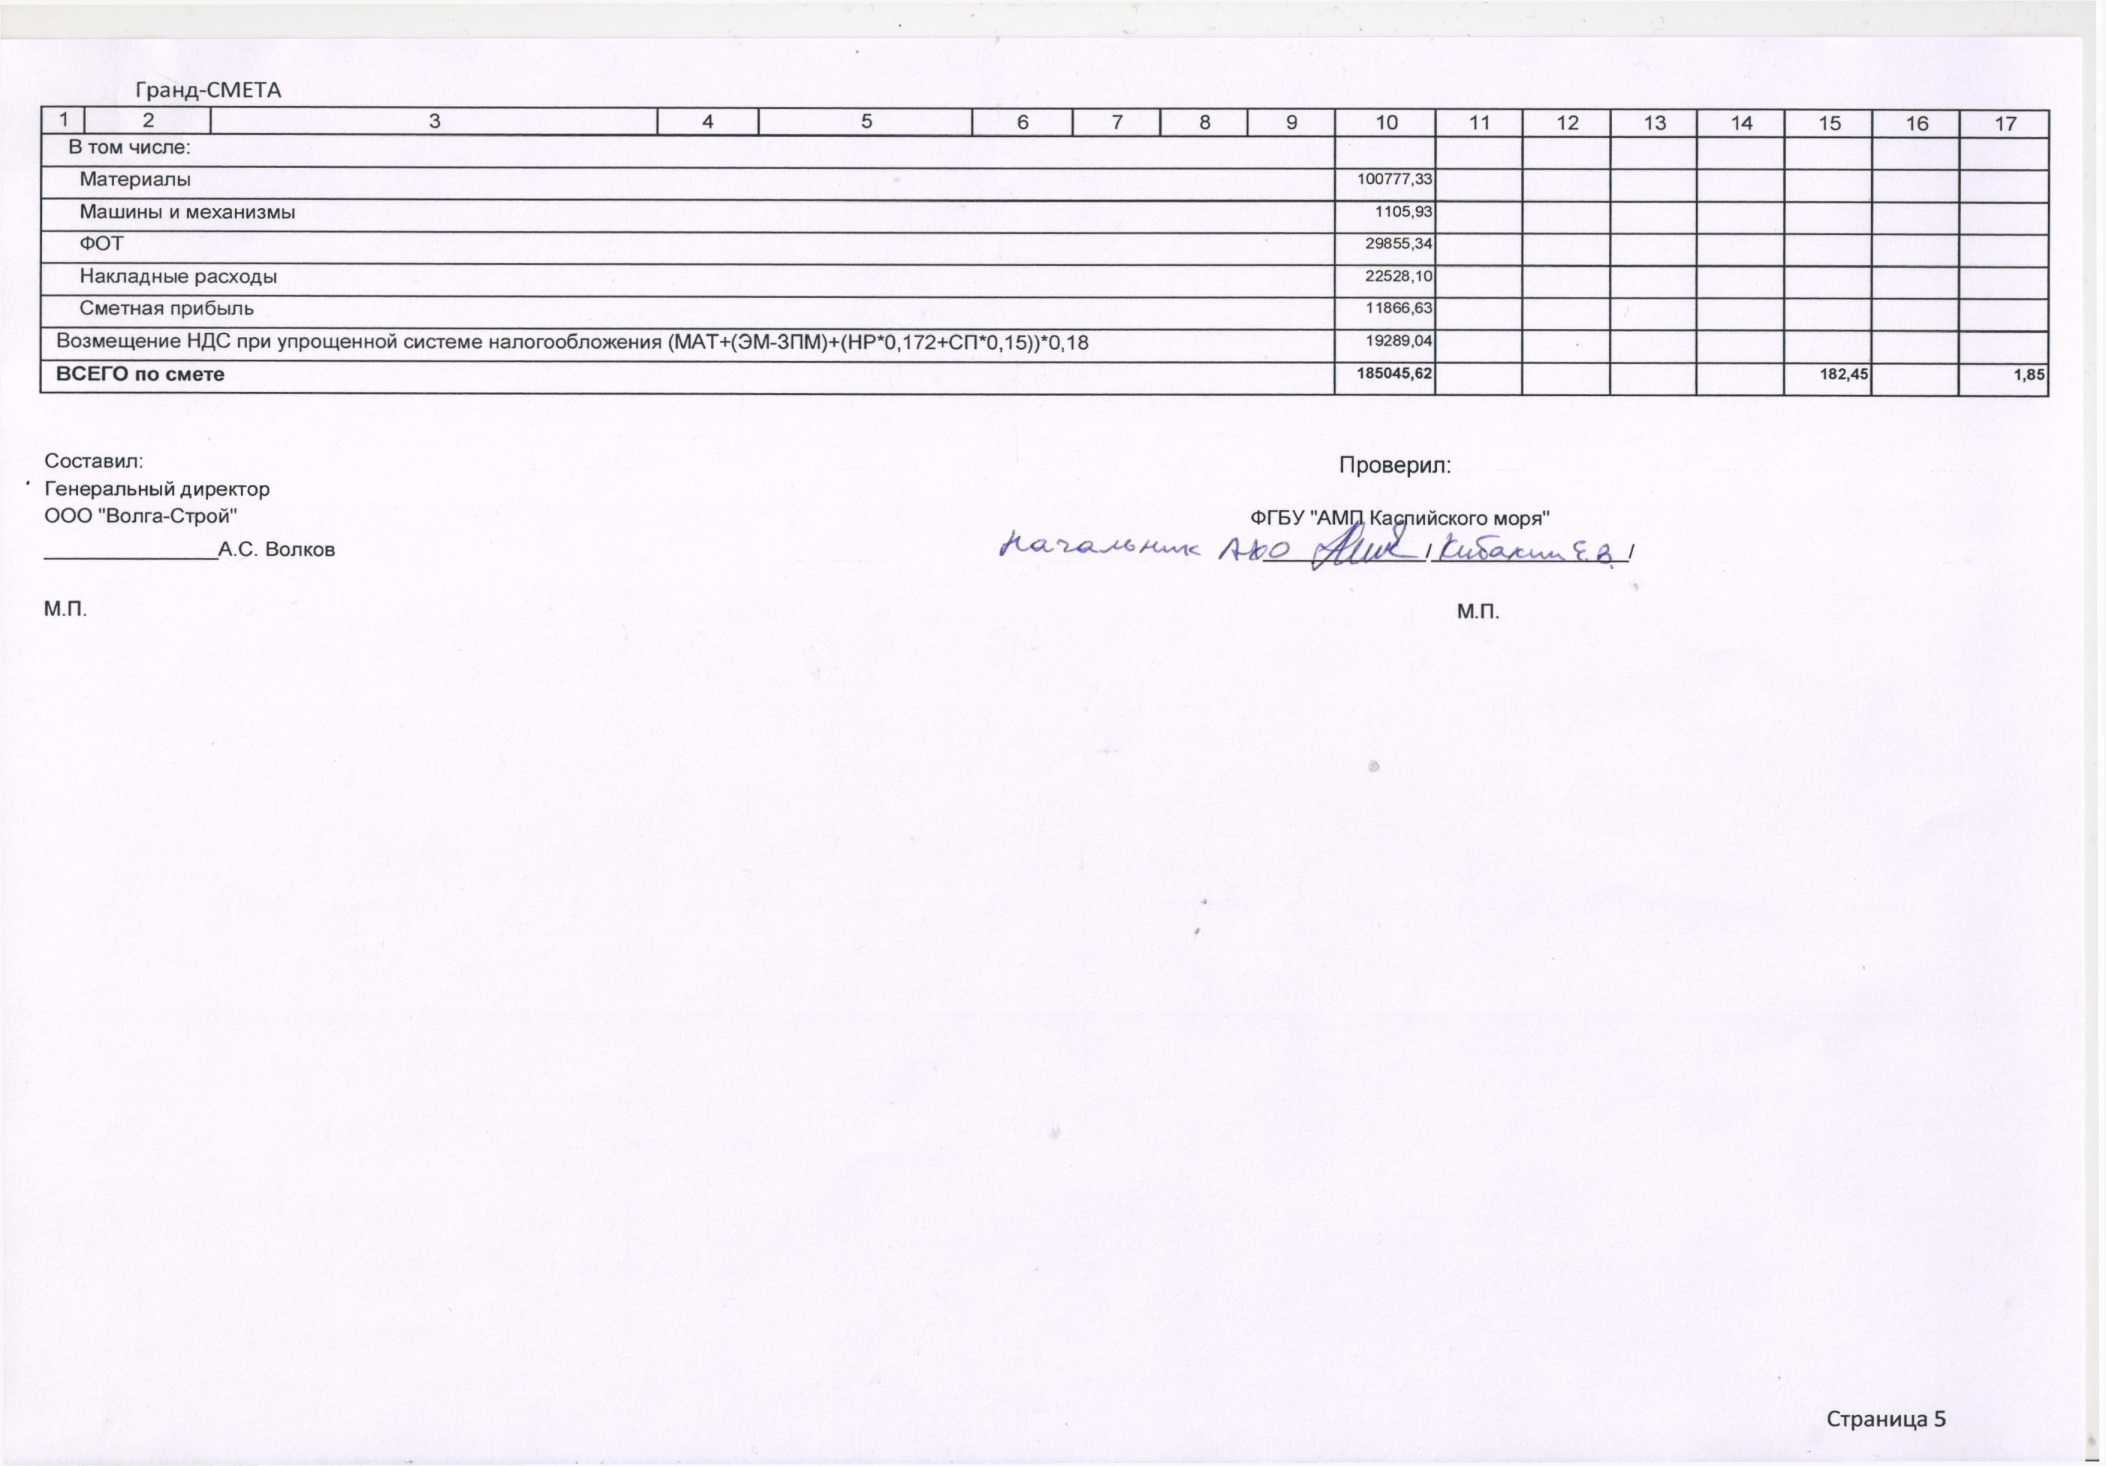 Гранд-СМЕТА
1 2 3 4 5 6 7 8 9 10 11 12 13 14 15 16 17
В том числе:
Материалы 100777,33
Машины и механизмы 1105,93
ФОТ 29855,34
Накладные расходы 22528,10
Сметная прибыль 11866,63
Возмещение НДС при упрощенной системе налогообложения (МАТ+(ЭМ-ЗПМ)+(НР*0,172+СП*0,15))*0,18 19289,04
ВСЕГО по смете 185045,62 182,45 1,85
Составил:
Генеральный директор
ООО "Волга-Строй"
А.С. Волков
М.П.
Проверил:
ФГБУ "АМП Каспийского моря"
Начальник АХО / Е.В. /
М.П.
Страница 5